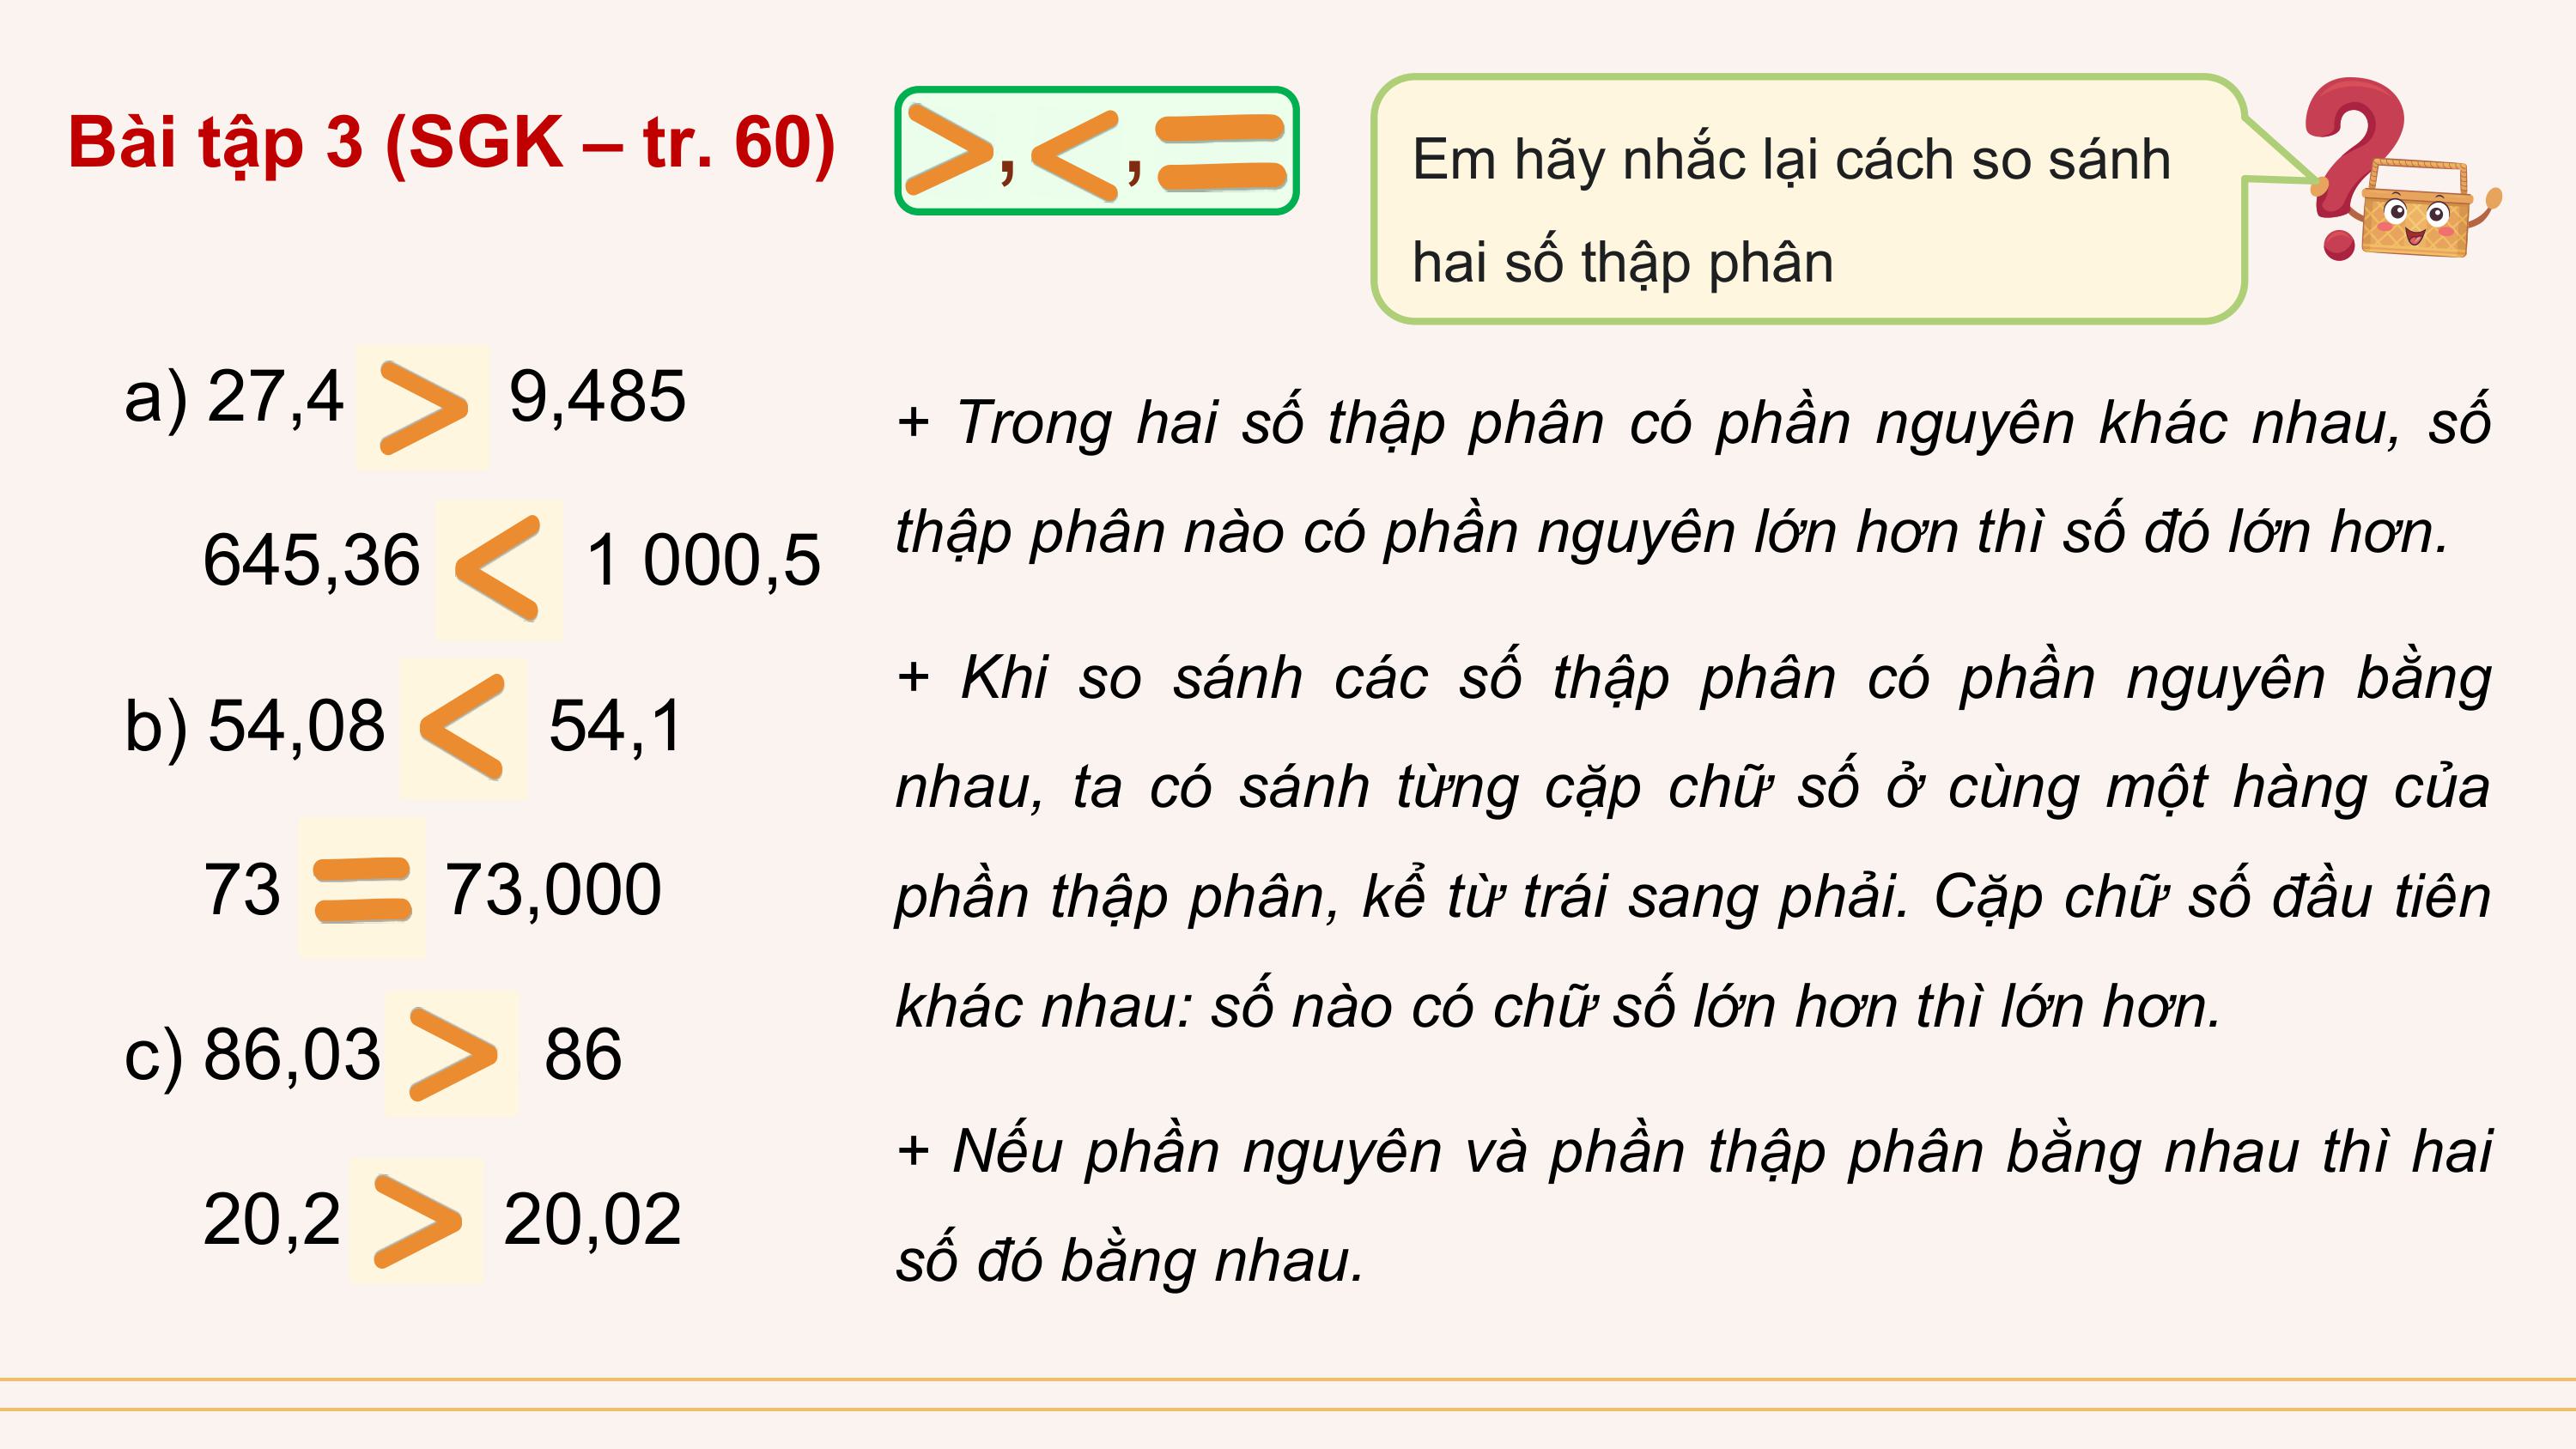 Bài tập 3 (SGK – tr. 60)
>, <, =
Em hãy nhắc lại cách so sánh
hai số thập phân
a) 27,4 > 9,485
645,36 < 1 000,5
b) 54,08 < 54,1
73 = 73,000
c) 86,03 > 86
20,2 > 20,02
+ Trong hai số thập phân có phần nguyên khác nhau, số
thập phân nào có phần nguyên lớn hơn thì số đó lớn hơn.
+ Khi so sánh các số thập phân có phần nguyên bằng
nhau, ta có sánh từng cặp chữ số ở cùng một hàng của
phần thập phân, kể từ trái sang phải. Cặp chữ số đầu tiên
khác nhau: số nào có chữ số lớn hơn thì lớn hơn.
+ Nếu phần nguyên và phần thập phân bằng nhau thì hai
số đó bằng nhau.